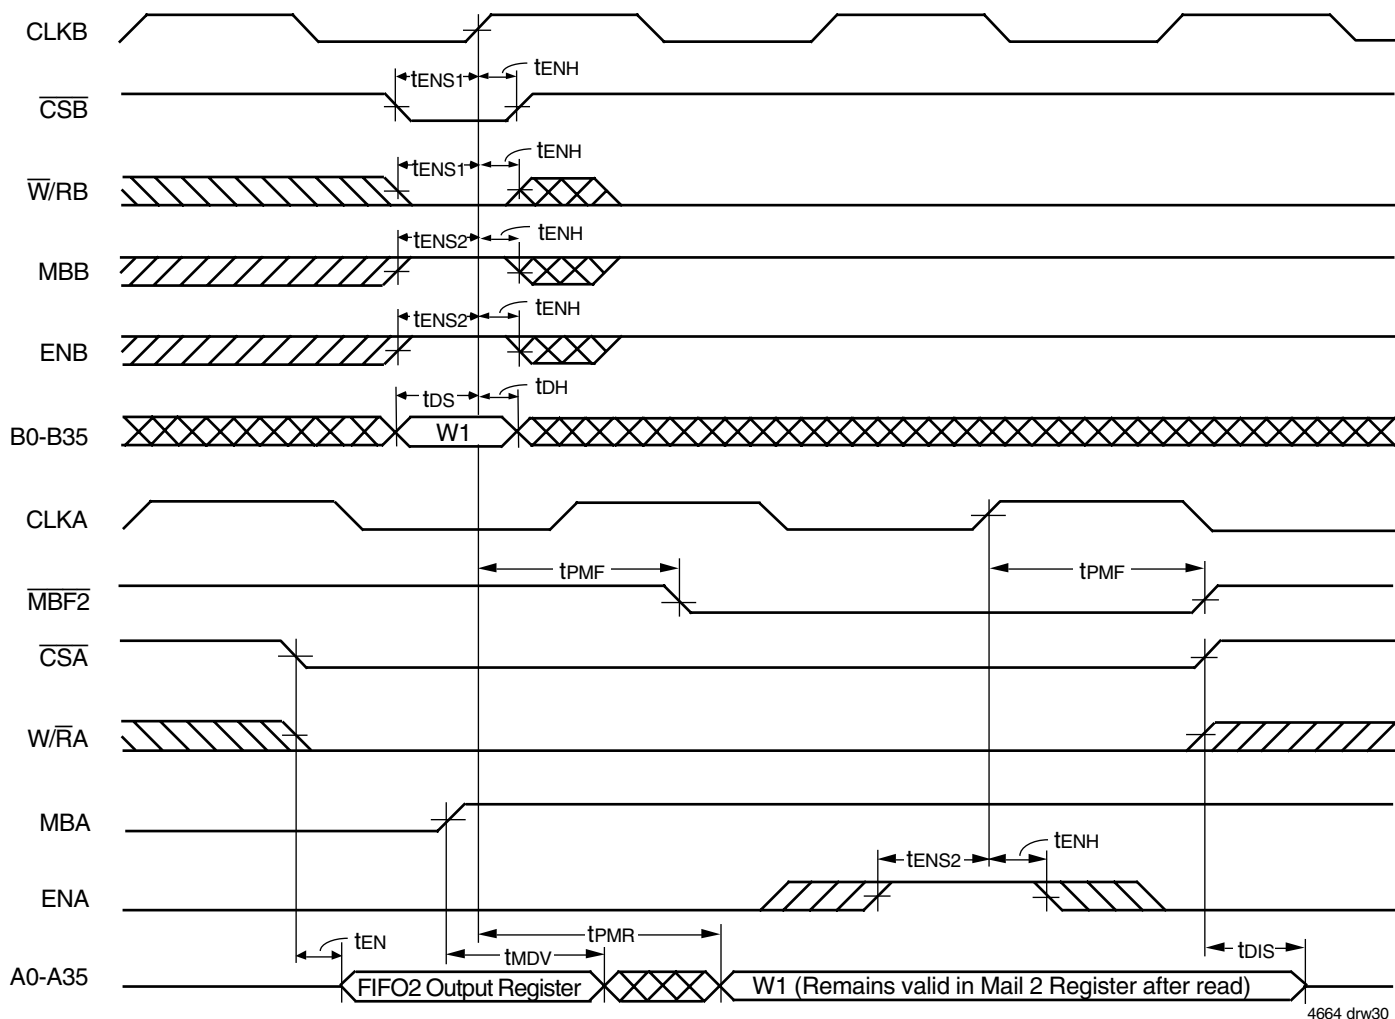 CLKB
tENS1 tENH
CSB
tENS1 tENH
W/RB
tENS2 tENH
MBB
tENS2 tENH
ENB
tDS tDH
B0-B35 W1
CLKA
tPMF tPMF
MBF2
CSA
W/RA
MBA
tENS2 tENH
ENA
tEN tMDV tPMR tDIS
A0-A35 FIFO2 Output Register W1 (Remains valid in Mail 2 Register after read)
4664 drw30